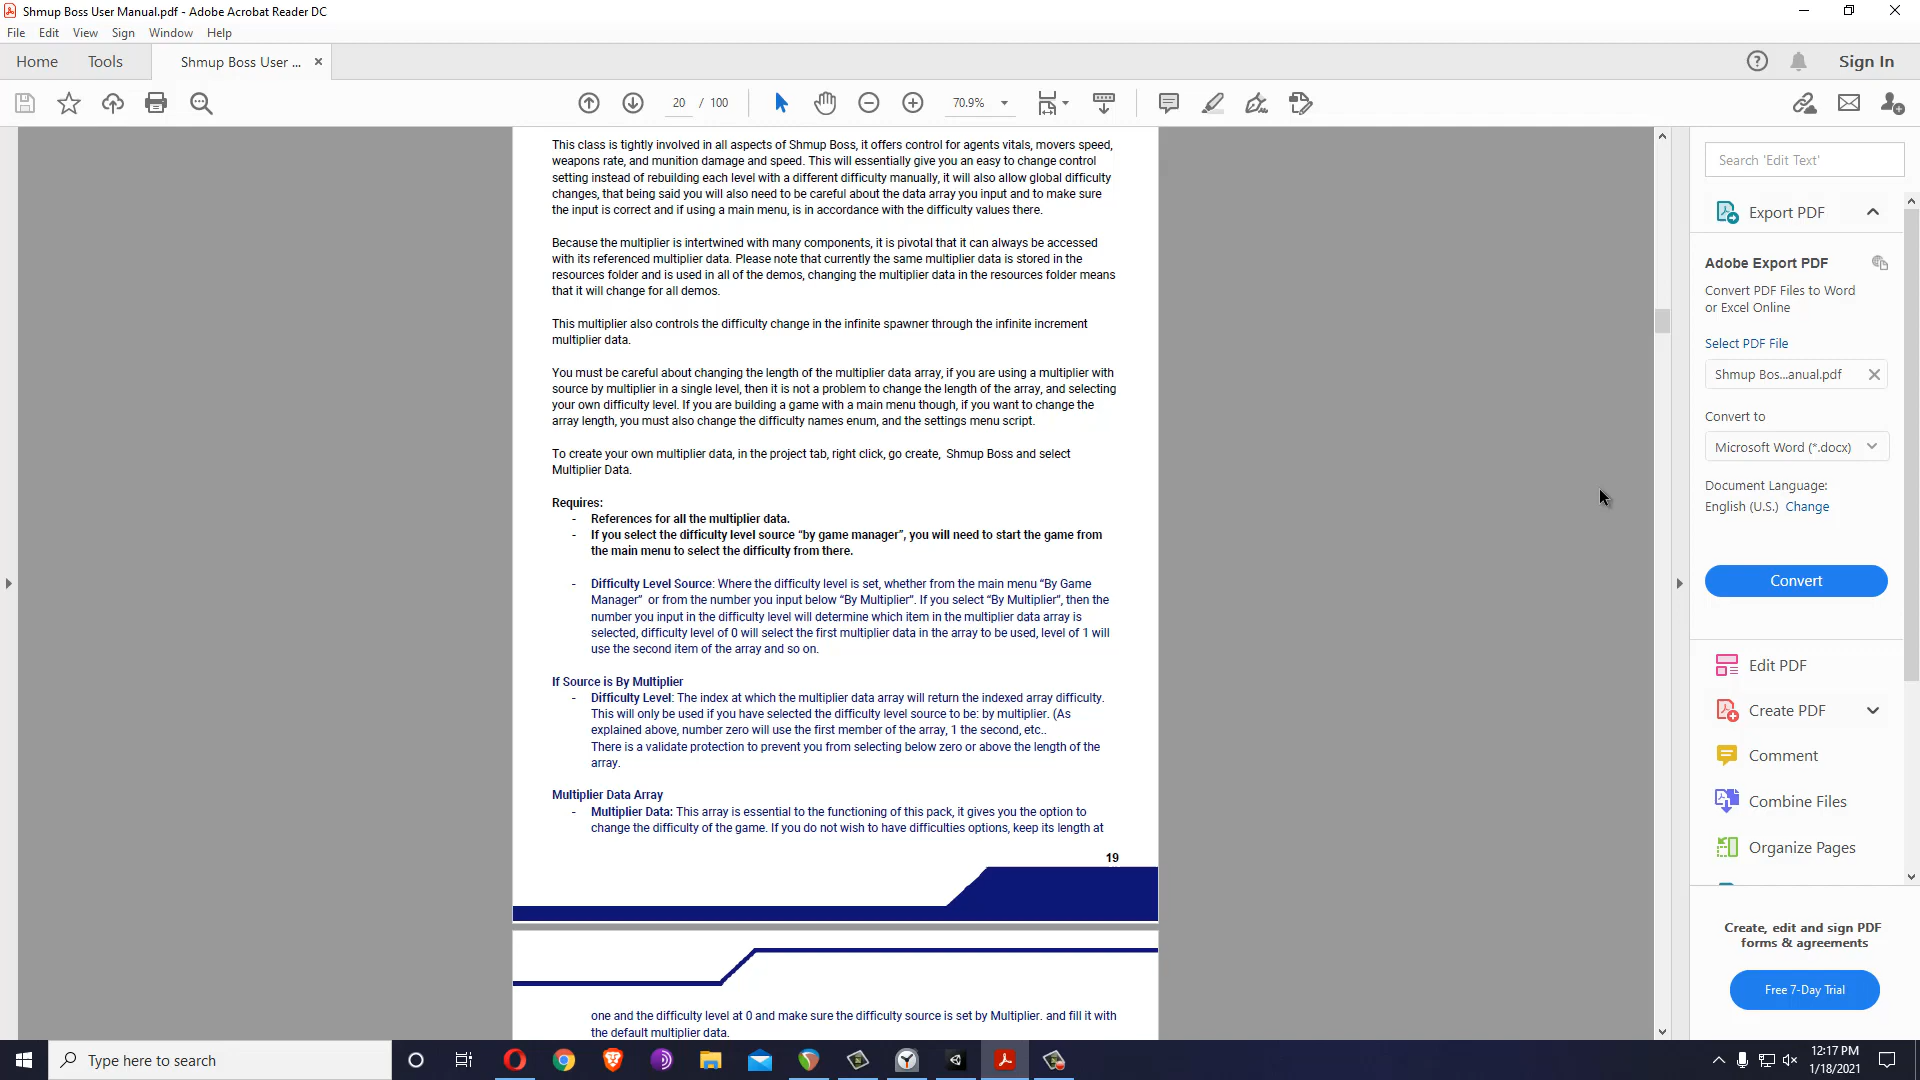 Shmup Boss User Manual.pdf - Adobe Acrobat Reader DC
File Edit View Sign Window Help
Home Tools Shmup Boss User ... Sign In
20 / 100 70.9%
This class is tightly involved in all aspects of Shmup Boss, it offers control for agents vitals, movers speed,
weapons rate, and munition damage and speed. This will essentially give you an easy to change control
setting instead of rebuilding each level with a different difficulty manually, it will also allow global difficulty
changes, that being said you will also need to be careful about the data array you input and to make sure
the input is correct and if using a main menu, is in accordance with the difficulty values there.
Because the multiplier is intertwined with many components, it is pivotal that it can always be accessed
with its referenced multiplier data. Please note that currently the same multiplier data is stored in the
resources folder and is used in all of the demos, changing the multiplier data in the resources folder means
that it will change for all demos.
This multiplier also controls the difficulty change in the infinite spawner through the infinite increment
multiplier data.
You must be careful about changing the length of the multiplier data array, if you are using a multiplier with
source by multiplier in a single level, then it is not a problem to change the length of the array, and selecting
your own difficulty level. If you are building a game with a main menu though, if you want to change the
array length, you must also change the difficulty names enum, and the settings menu script.
To create your own multiplier data, in the project tab, right click, go create, Shmup Boss and select
Multiplier Data.
Requires:
- References for all the multiplier data.
- If you select the difficulty level source “by game manager”, you will need to start the game from
the main menu to select the difficulty from there.
- Difficulty Level Source: Where the difficulty level is set, whether from the main menu “By Game
Manager” or from the number you input below “By Multiplier”. If you select “By Multiplier”, then the
number you input in the difficulty level will determine which item in the multiplier data array is
selected, difficulty level of 0 will select the first multiplier data in the array to be used, level of 1 will
use the second item of the array and so on.
If Source is By Multiplier
- Difficulty Level: The index at which the multiplier data array will return the indexed array difficulty.
This will only be used if you have selected the difficulty level source to be: by multiplier. (As
explained above, number zero will use the first member of the array, 1 the second, etc..
There is a validate protection to prevent you from selecting below zero or above the length of the
array.
Multiplier Data Array
- Multiplier Data: This array is essential to the functioning of this pack, it gives you the option to
change the difficulty of the game. If you do not wish to have difficulties options, keep its length at
19
one and the difficulty level at 0 and make sure the difficulty source is set by Multiplier. and fill it with
the default multiplier data.
Search 'Edit Text'
Export PDF
Adobe Export PDF
Convert PDF Files to Word
or Excel Online
Select PDF File
Shmup Bos...anual.pdf
Convert to
Microsoft Word (*.docx)
Document Language:
English (U.S.) Change
Convert
Edit PDF
Create PDF
Comment
Combine Files
Organize Pages
Create, edit and sign PDF
forms & agreements
Free 7-Day Trial
Type here to search
12:17 PM
1/18/2021